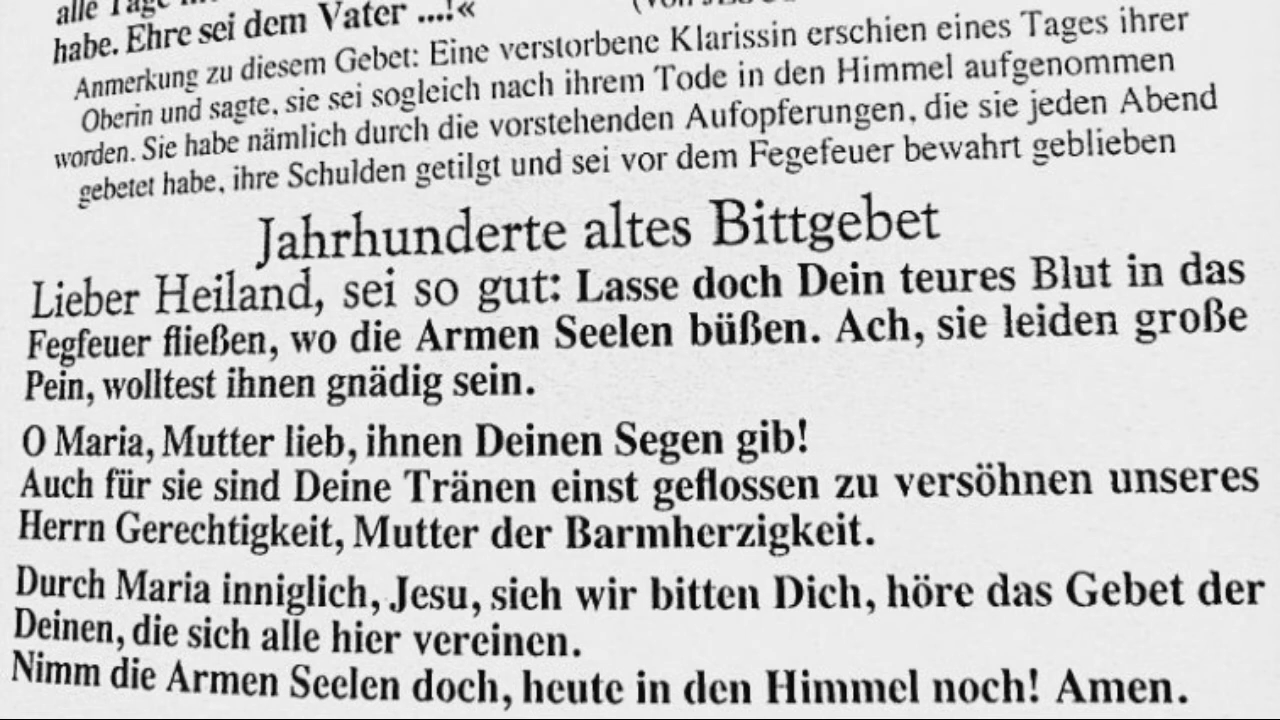 alle Tage
habe. Ehre sei dem Vater ...!«
Anmerkung zu diesem Gebet: Eine verstorbene Klarissin erschien eines Tages ihrer
Oberin und sagte, sie sei sogleich nach ihrem Tode in den Himmel aufgenommen
worden. Sie habe nämlich durch die vorstehenden Aufopferungen, die sie jeden Abend
gebetet habe, ihre Schulden getilgt und sei vor dem Fegefeuer bewahrt geblieben
Jahrhunderte altes Bittgebet
Lieber Heiland, sei so gut: Lasse doch Dein teures Blut in das
Fegfeuer fließen, wo die Armen Seelen büßen. Ach, sie leiden große
Pein, wolltest ihnen gnädig sein.
O Maria, Mutter lieb, ihnen Deinen Segen gib!
Auch für sie sind Deine Tränen einst geflossen zu versöhnen unseres
Herrn Gerechtigkeit, Mutter der Barmherzigkeit.
Durch Maria inniglich, Jesu, sieh wir bitten Dich, höre das Gebet der
Deinen, die sich alle hier vereinen.
Nimm die Armen Seelen doch, heute in den Himmel noch! Amen.